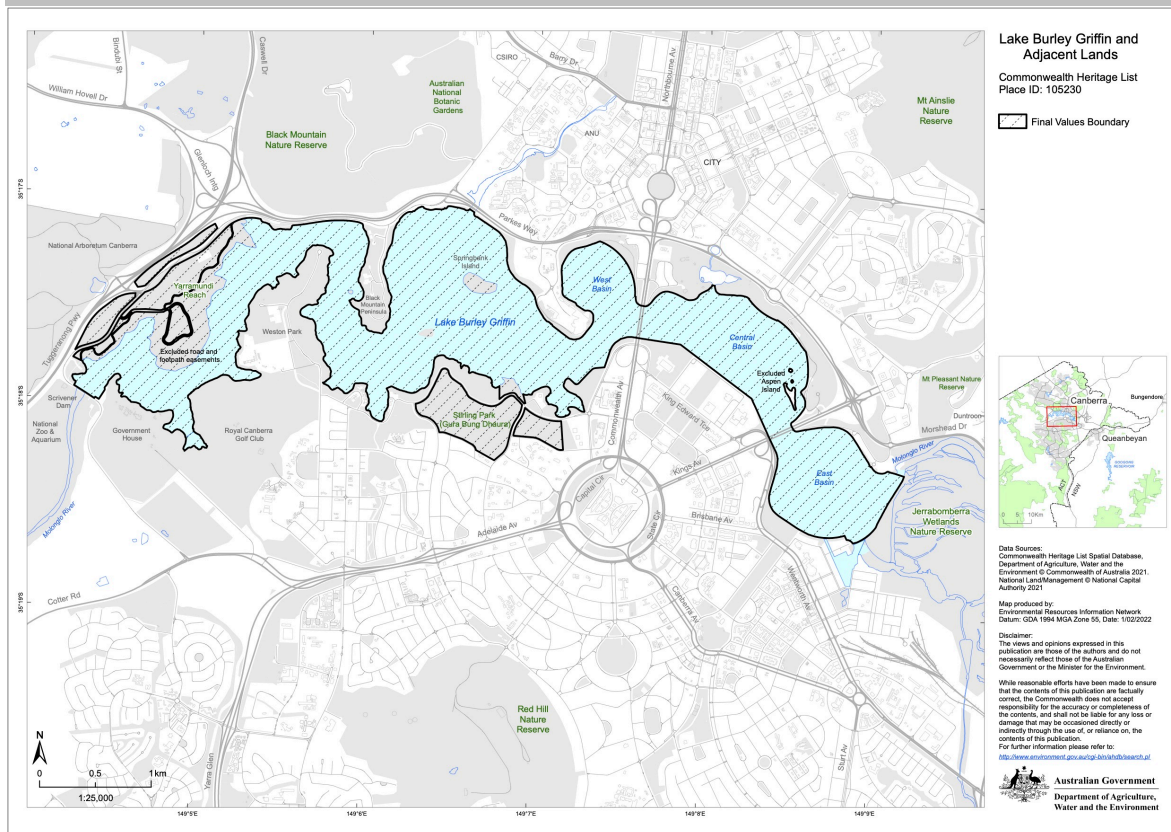 Lake Burley Griffin and
Adjacent Lands
Commonwealth Heritage List
Place ID: 105230
Final Values Boundary
Bindubi St
William Hovell Dr
Caswell Dr
Glenloch Intg
Black Mountain
Nature Reserve
Australian
National
Botanic
Gardens
CSIRO
Barry Dr
Northbourne Av
ANU
CITY
Mt Ainslie
Nature
Reserve
Parkes Way
National Arboretum Canberra
Yarramundi
Reach
Tuggeranong Pwy
Excluded road and
footpath easements.
Weston Park
Black
Mountain
Peninsula
Springbank
Island
Lake Burley Griffin
West
Basin
Central
Basin
Excluded
Aspen
Island
Mt Pleasant Nature
Reserve
Duntroon
Morshead Dr
Molonglo River
Scrivener
Dam
National
Zoo &
Aquarium
Government
House
Royal Canberra
Golf Club
Stirling Park
(Gura Bung Dhaura)
Commonwealth Av
King Edward Tce
Kings Av
East
Basin
Jerrabomberra
Wetlands
Nature Reserve
Molonglo River
Capital Cir
State Cir
Adelaide Av
Brisbane Av
Wentworth Av
Canberra Av
Cotter Rd
Red Hill
Nature
Reserve
Yarra Glen
Sturt Av
35°17'S
35°18'S
35°19'S
149°5'E
149°6'E
149°7'E
149°8'E
149°9'E
N
0 0.5 1km
1:25,000
Canberra
Bungendore
Queanbeyan
ACT
NSW
0 5 10Km
Data Sources:
Commonwealth Heritage List Spatial Database,
Department of Agriculture, Water and the
Environment © Commonwealth of Australia 2021.
National Land/Management © National Capital
Authority 2021
Map produced by:
Environmental Resources Information Network
Datum: GDA 1994 MGA Zone 55, Date: 1/02/2022
Disclaimer:
The views and opinions expressed in this
publication are those of the authors and do not
necessarily reflect those of the Australian
Government or the Minister for the Environment.
While reasonable efforts have been made to ensure
that the contents of this publication are factually
correct, the Commonwealth does not accept
responsibility for the accuracy or completeness of
the contents, and shall not be liable for any loss or
damage that may be occasioned directly or
indirectly through the use of, or reliance on, the
contents of this publication.
For further information please refer to:
http://www.environment.gov.au/cgi-bin/ahdb/search.pl
Australian Government
Department of Agriculture,
Water and the Environment